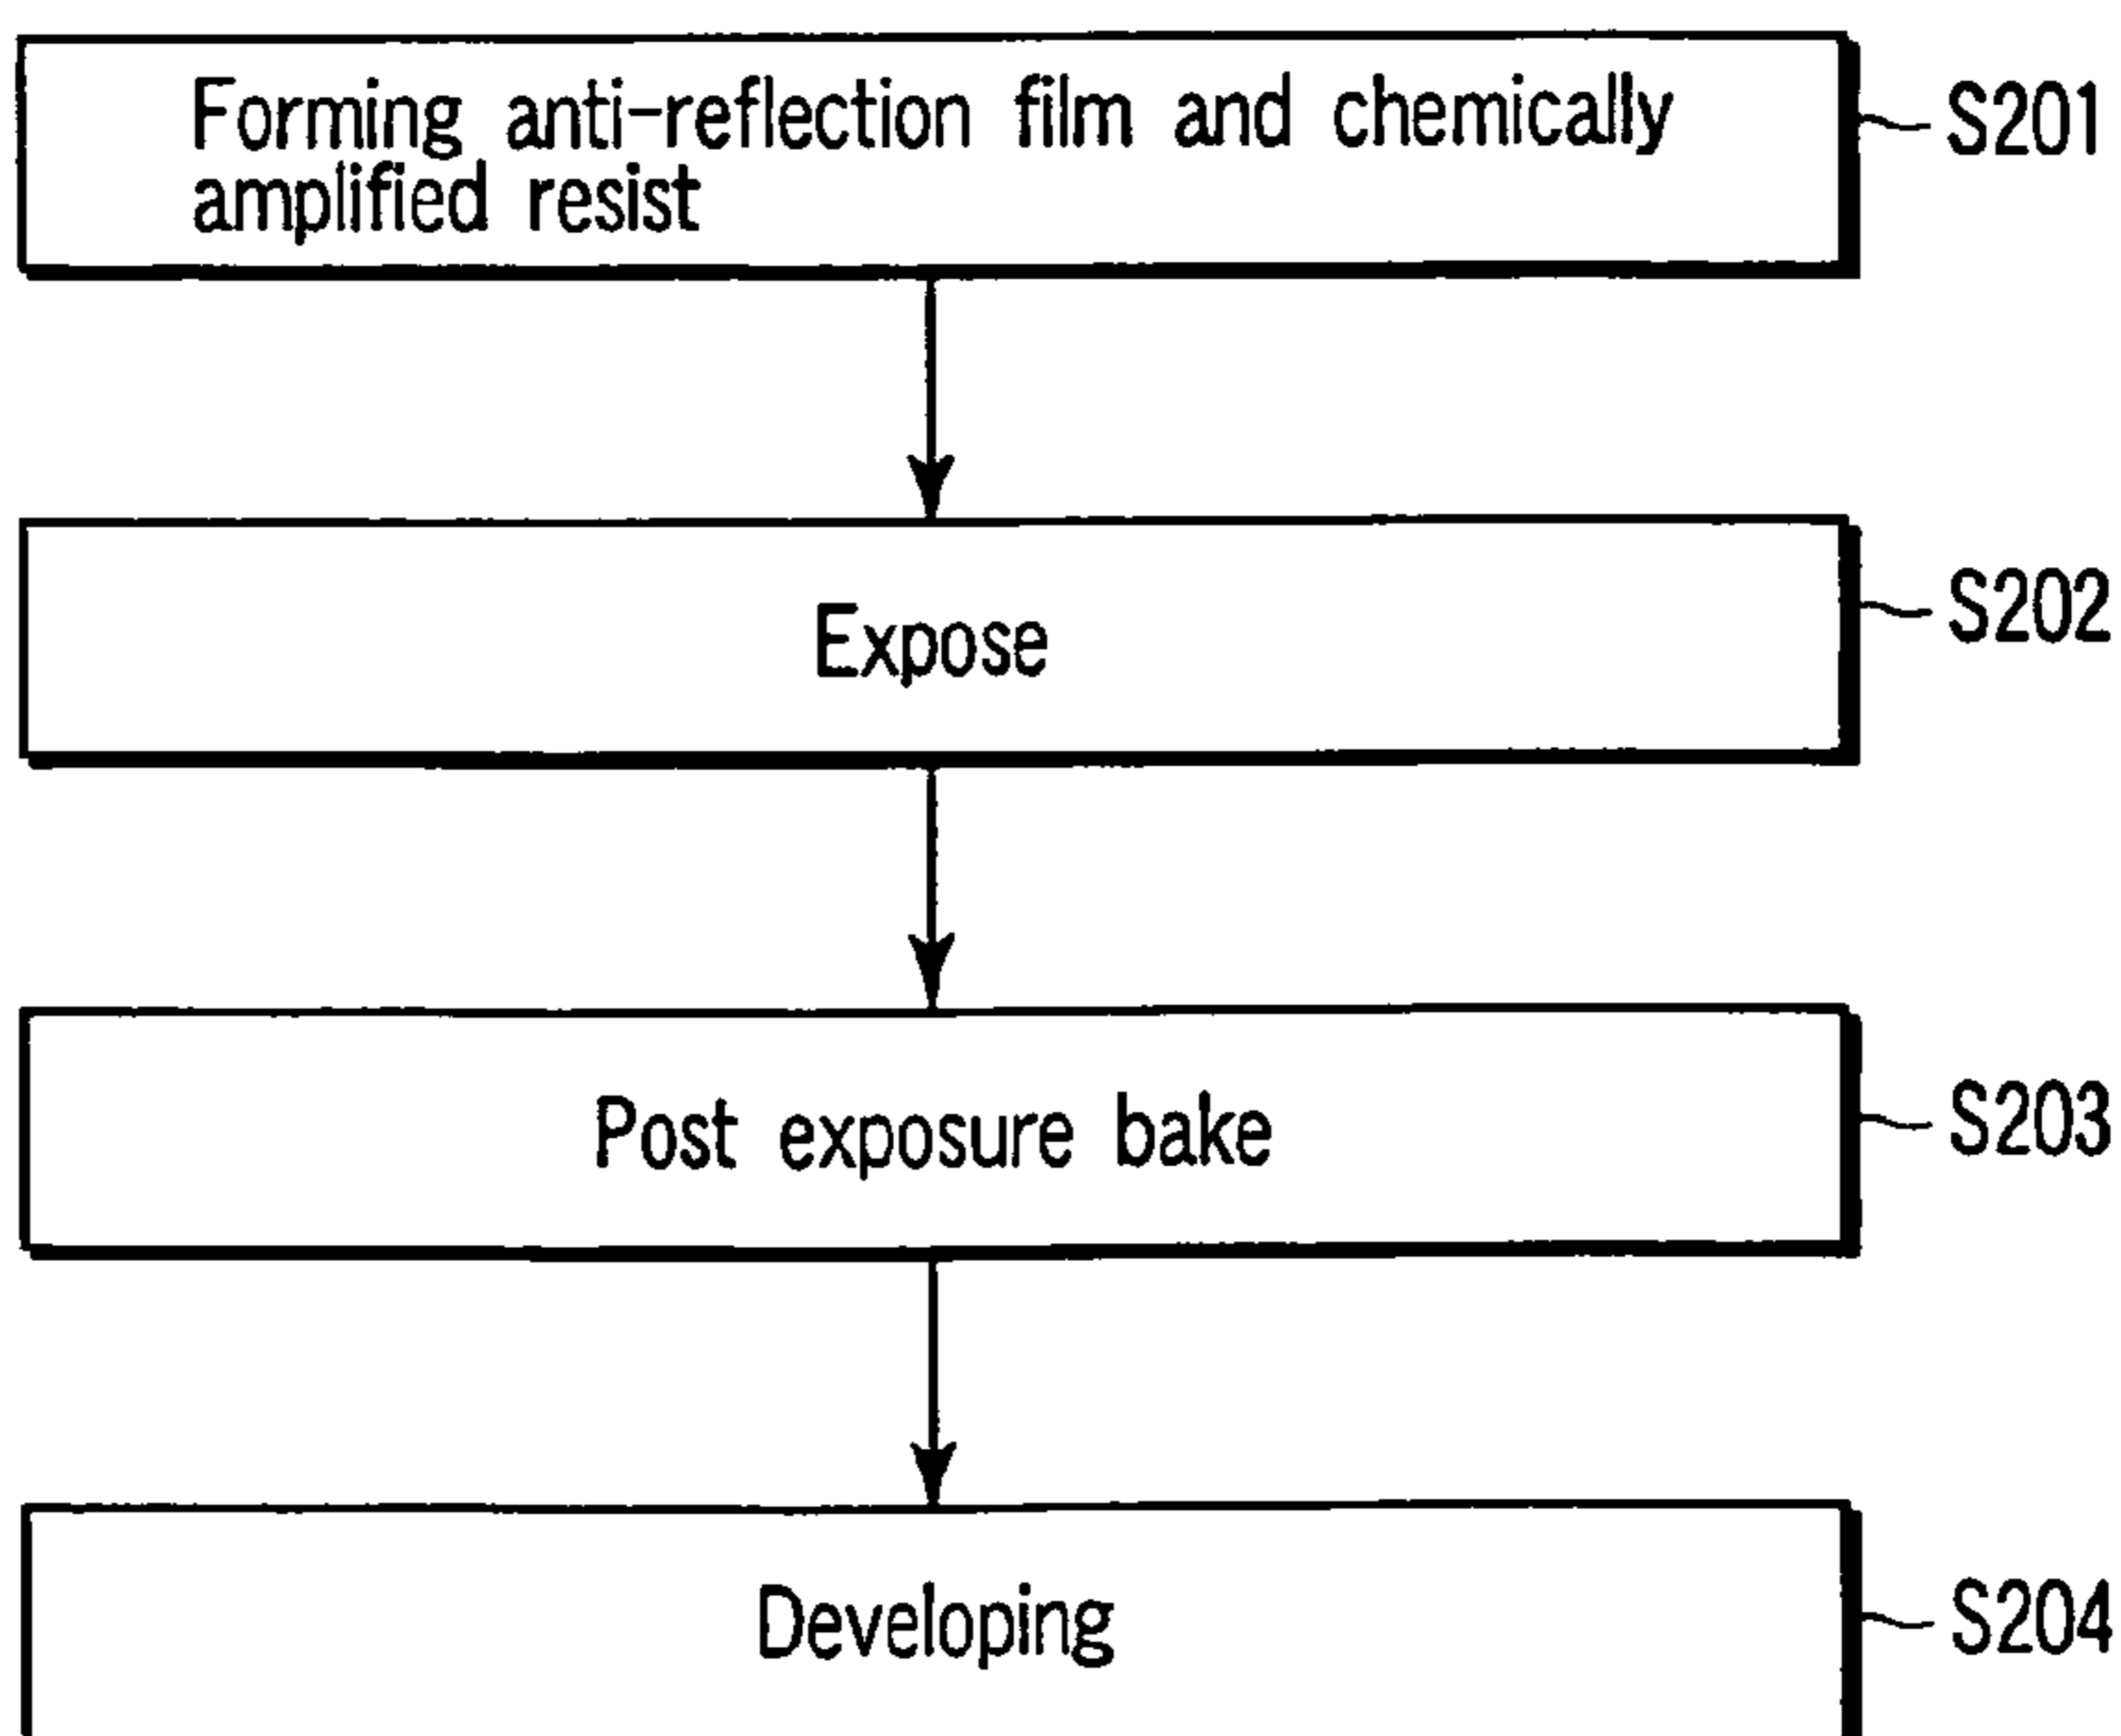 Forming anti-reflection film and chemically
amplified resist
S201
Expose
S202
Post exposure bake
S203
Developing
S204